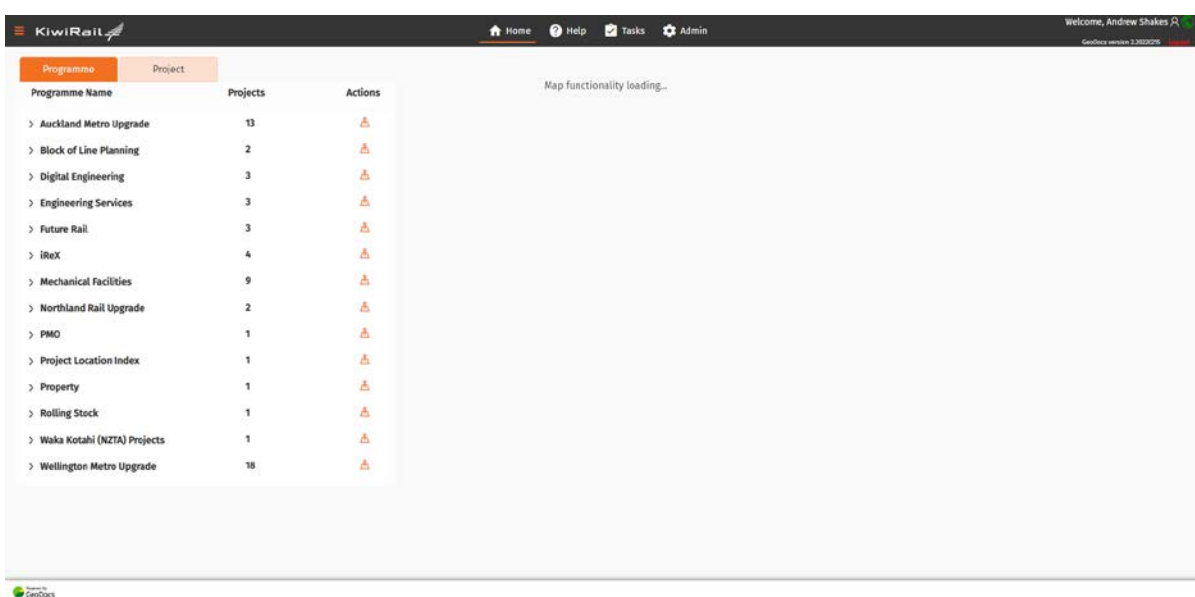 KiwiRail
Home Help Tasks Admin
Welcome, Andrew Shakes
Programme Project
Map functionality loading...
Programme Name Projects Actions
Auckland Metro Upgrade 13
Block of Line Planning 2
Digital Engineering 3
Engineering Services 3
Future Rail 3
iReX 4
Mechanical Facilities 9
Northland Rail Upgrade 2
PMO 1
Project Location Index 1
Property 1
Rolling Stock 1
Waka Kotahi (NZTA) Projects 1
Wellington Metro Upgrade 18
Powered by
GeoDocs